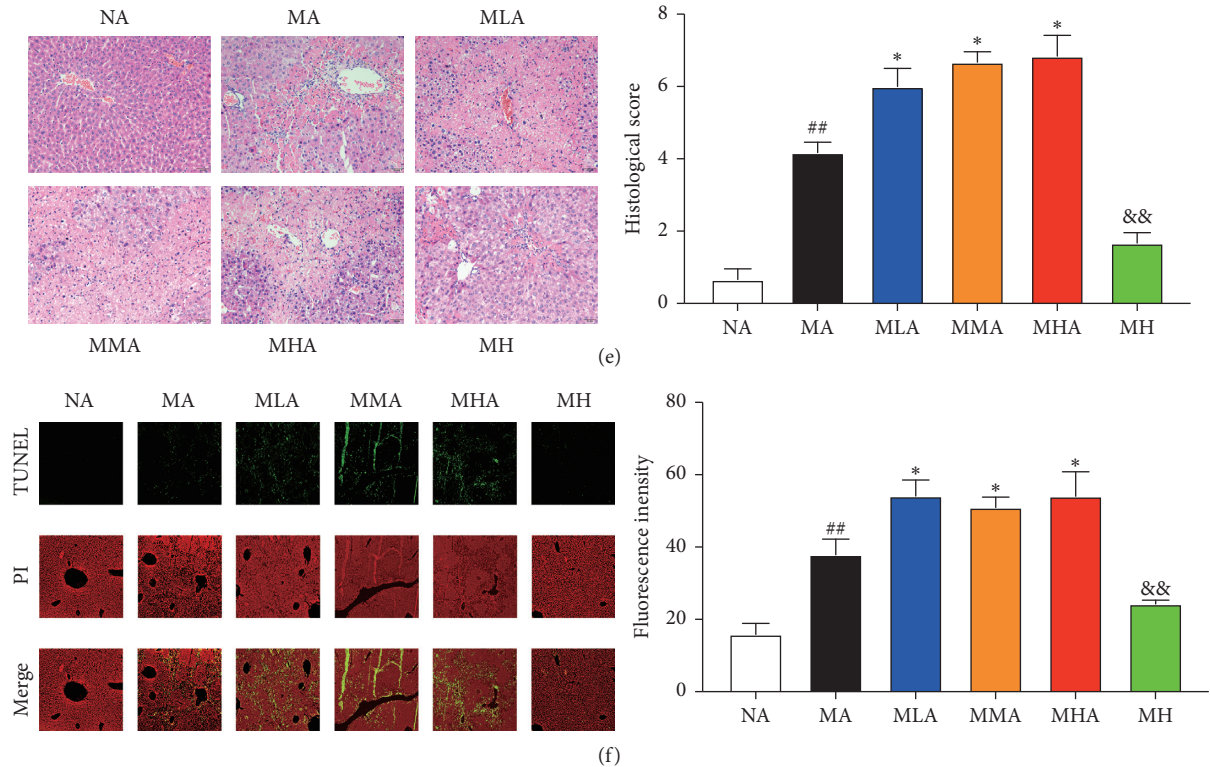 NA MA MLA
MMA MHA MH
Histological score
8
6
4
2
0
##
*
*
*
&&
NA MA MLA MMA MHA MH
(e)
NA MA MLA MMA MHA MH
TUNEL
PI
Merge
Fluorescence inensity
80
60
40
20
0
##
*
*
*
&&
NA MA MLA MMA MHA MH
(f)